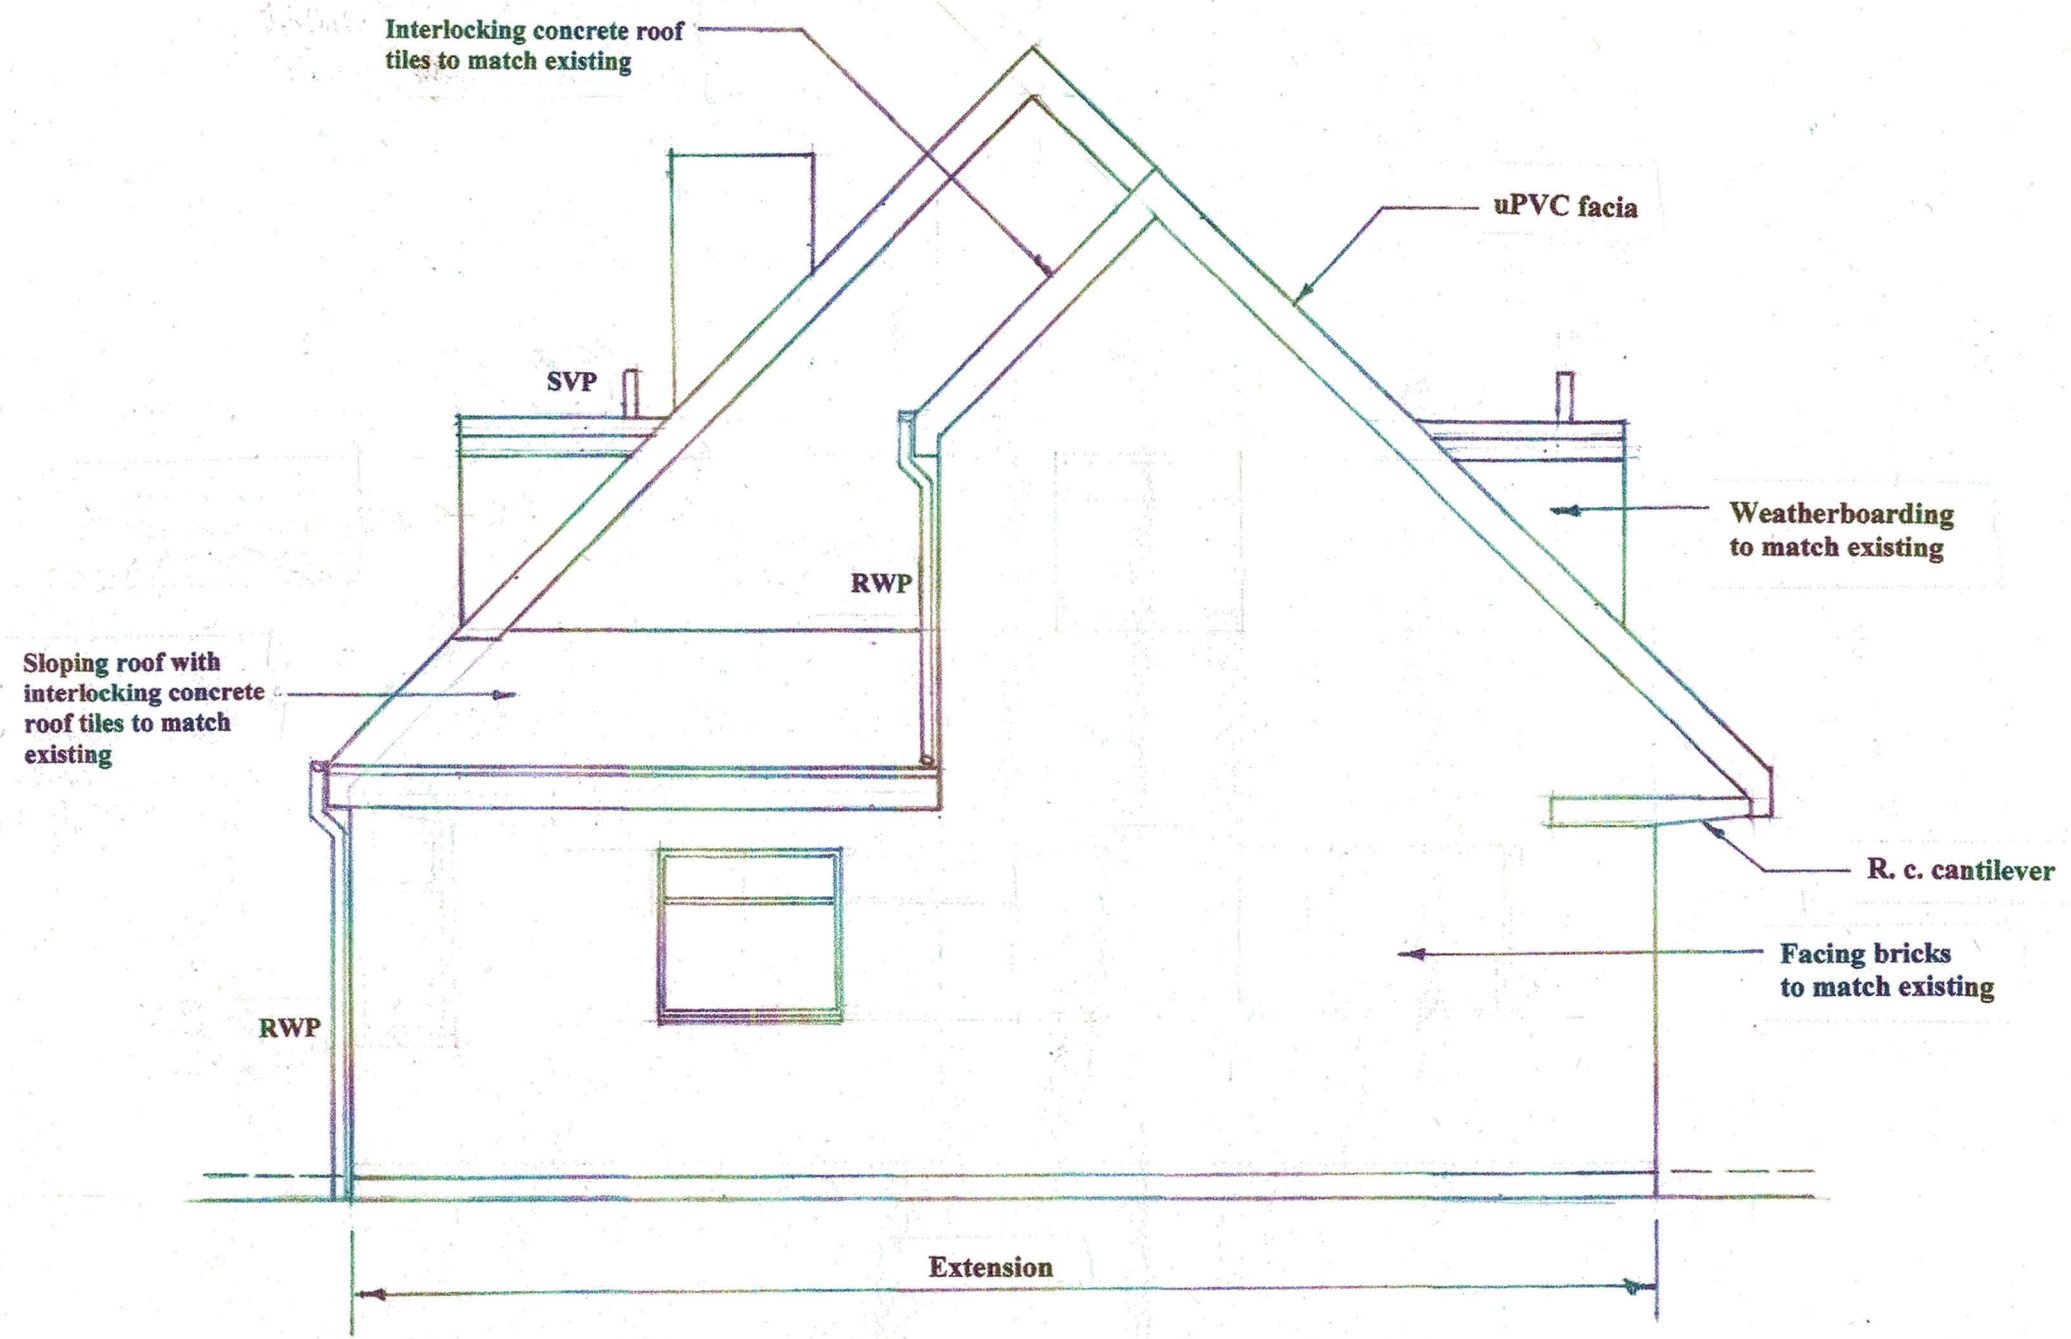 Interlocking concrete roof
tiles to match existing
uPVC facia
SVP
Weatherboarding
to match existing
RWP
Sloping roof with
interlocking concrete
roof tiles to match
existing
R. c. cantilever
Facing bricks
to match existing
RWP
Extension